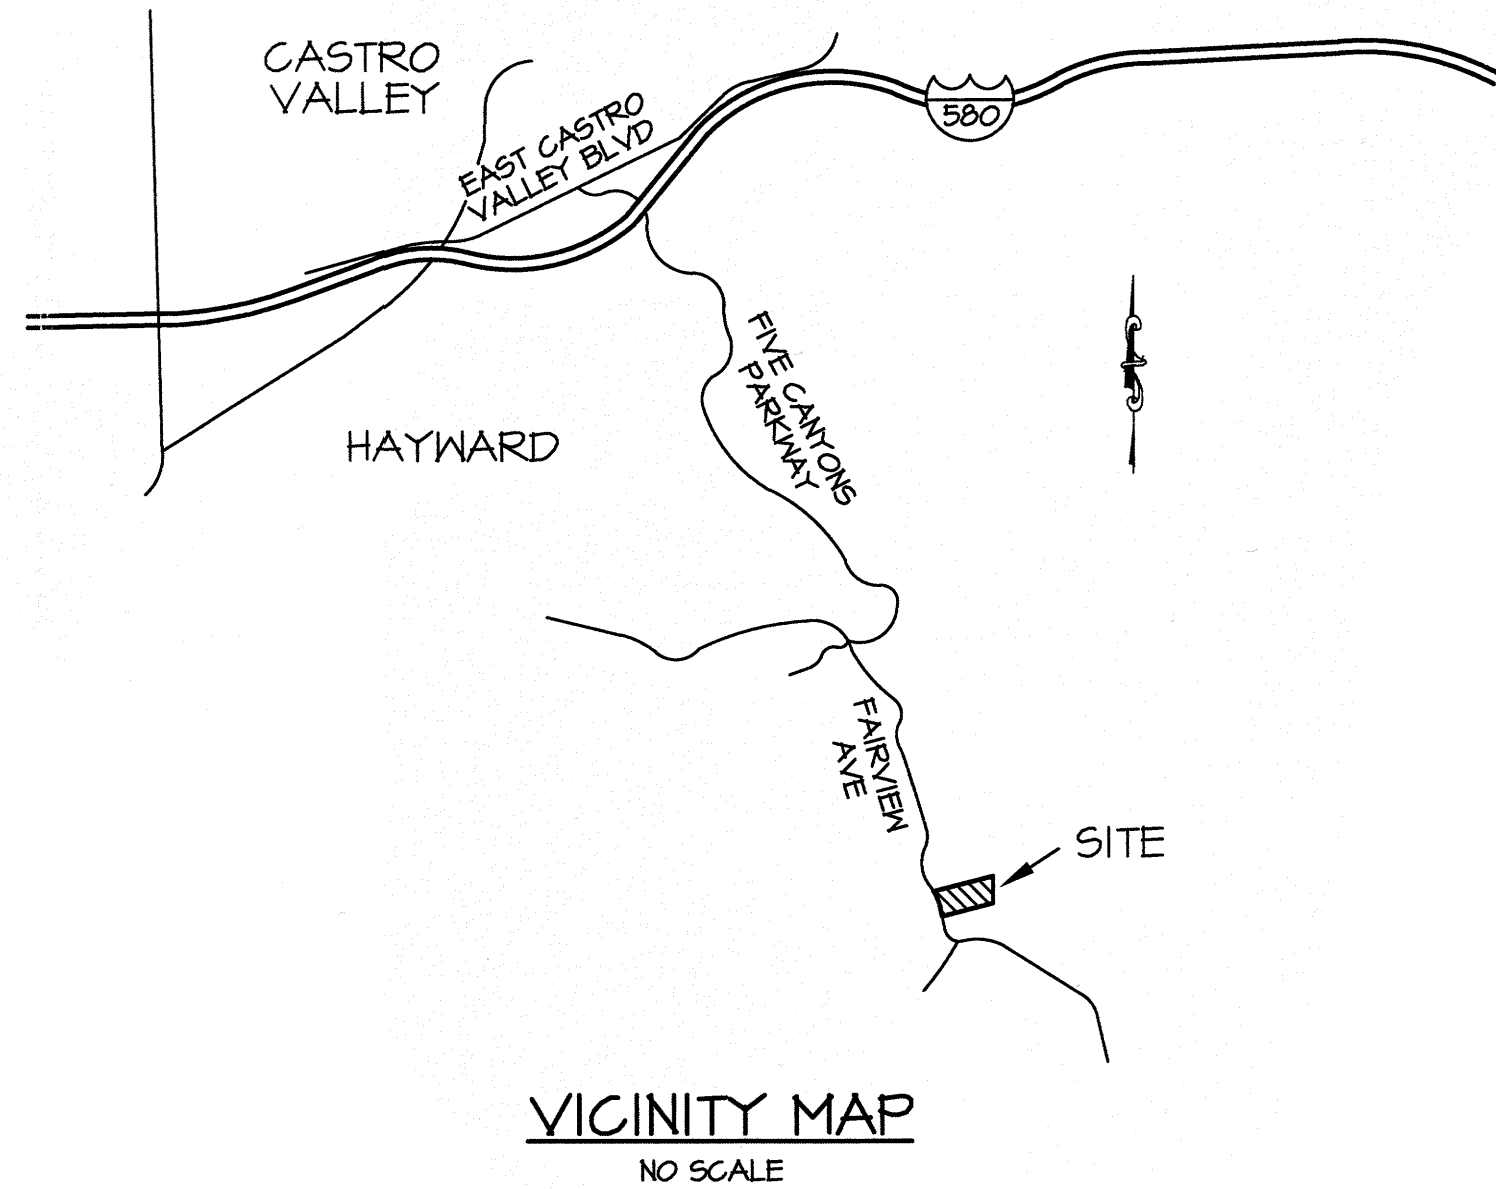 CASTRO
VALLEY
EAST CASTRO
VALLEY BLVD
580
FIVE CANYONS
PARKWAY
HAYWARD
FAIRVIEW
AVE
SITE
VICINITY MAP
NO SCALE